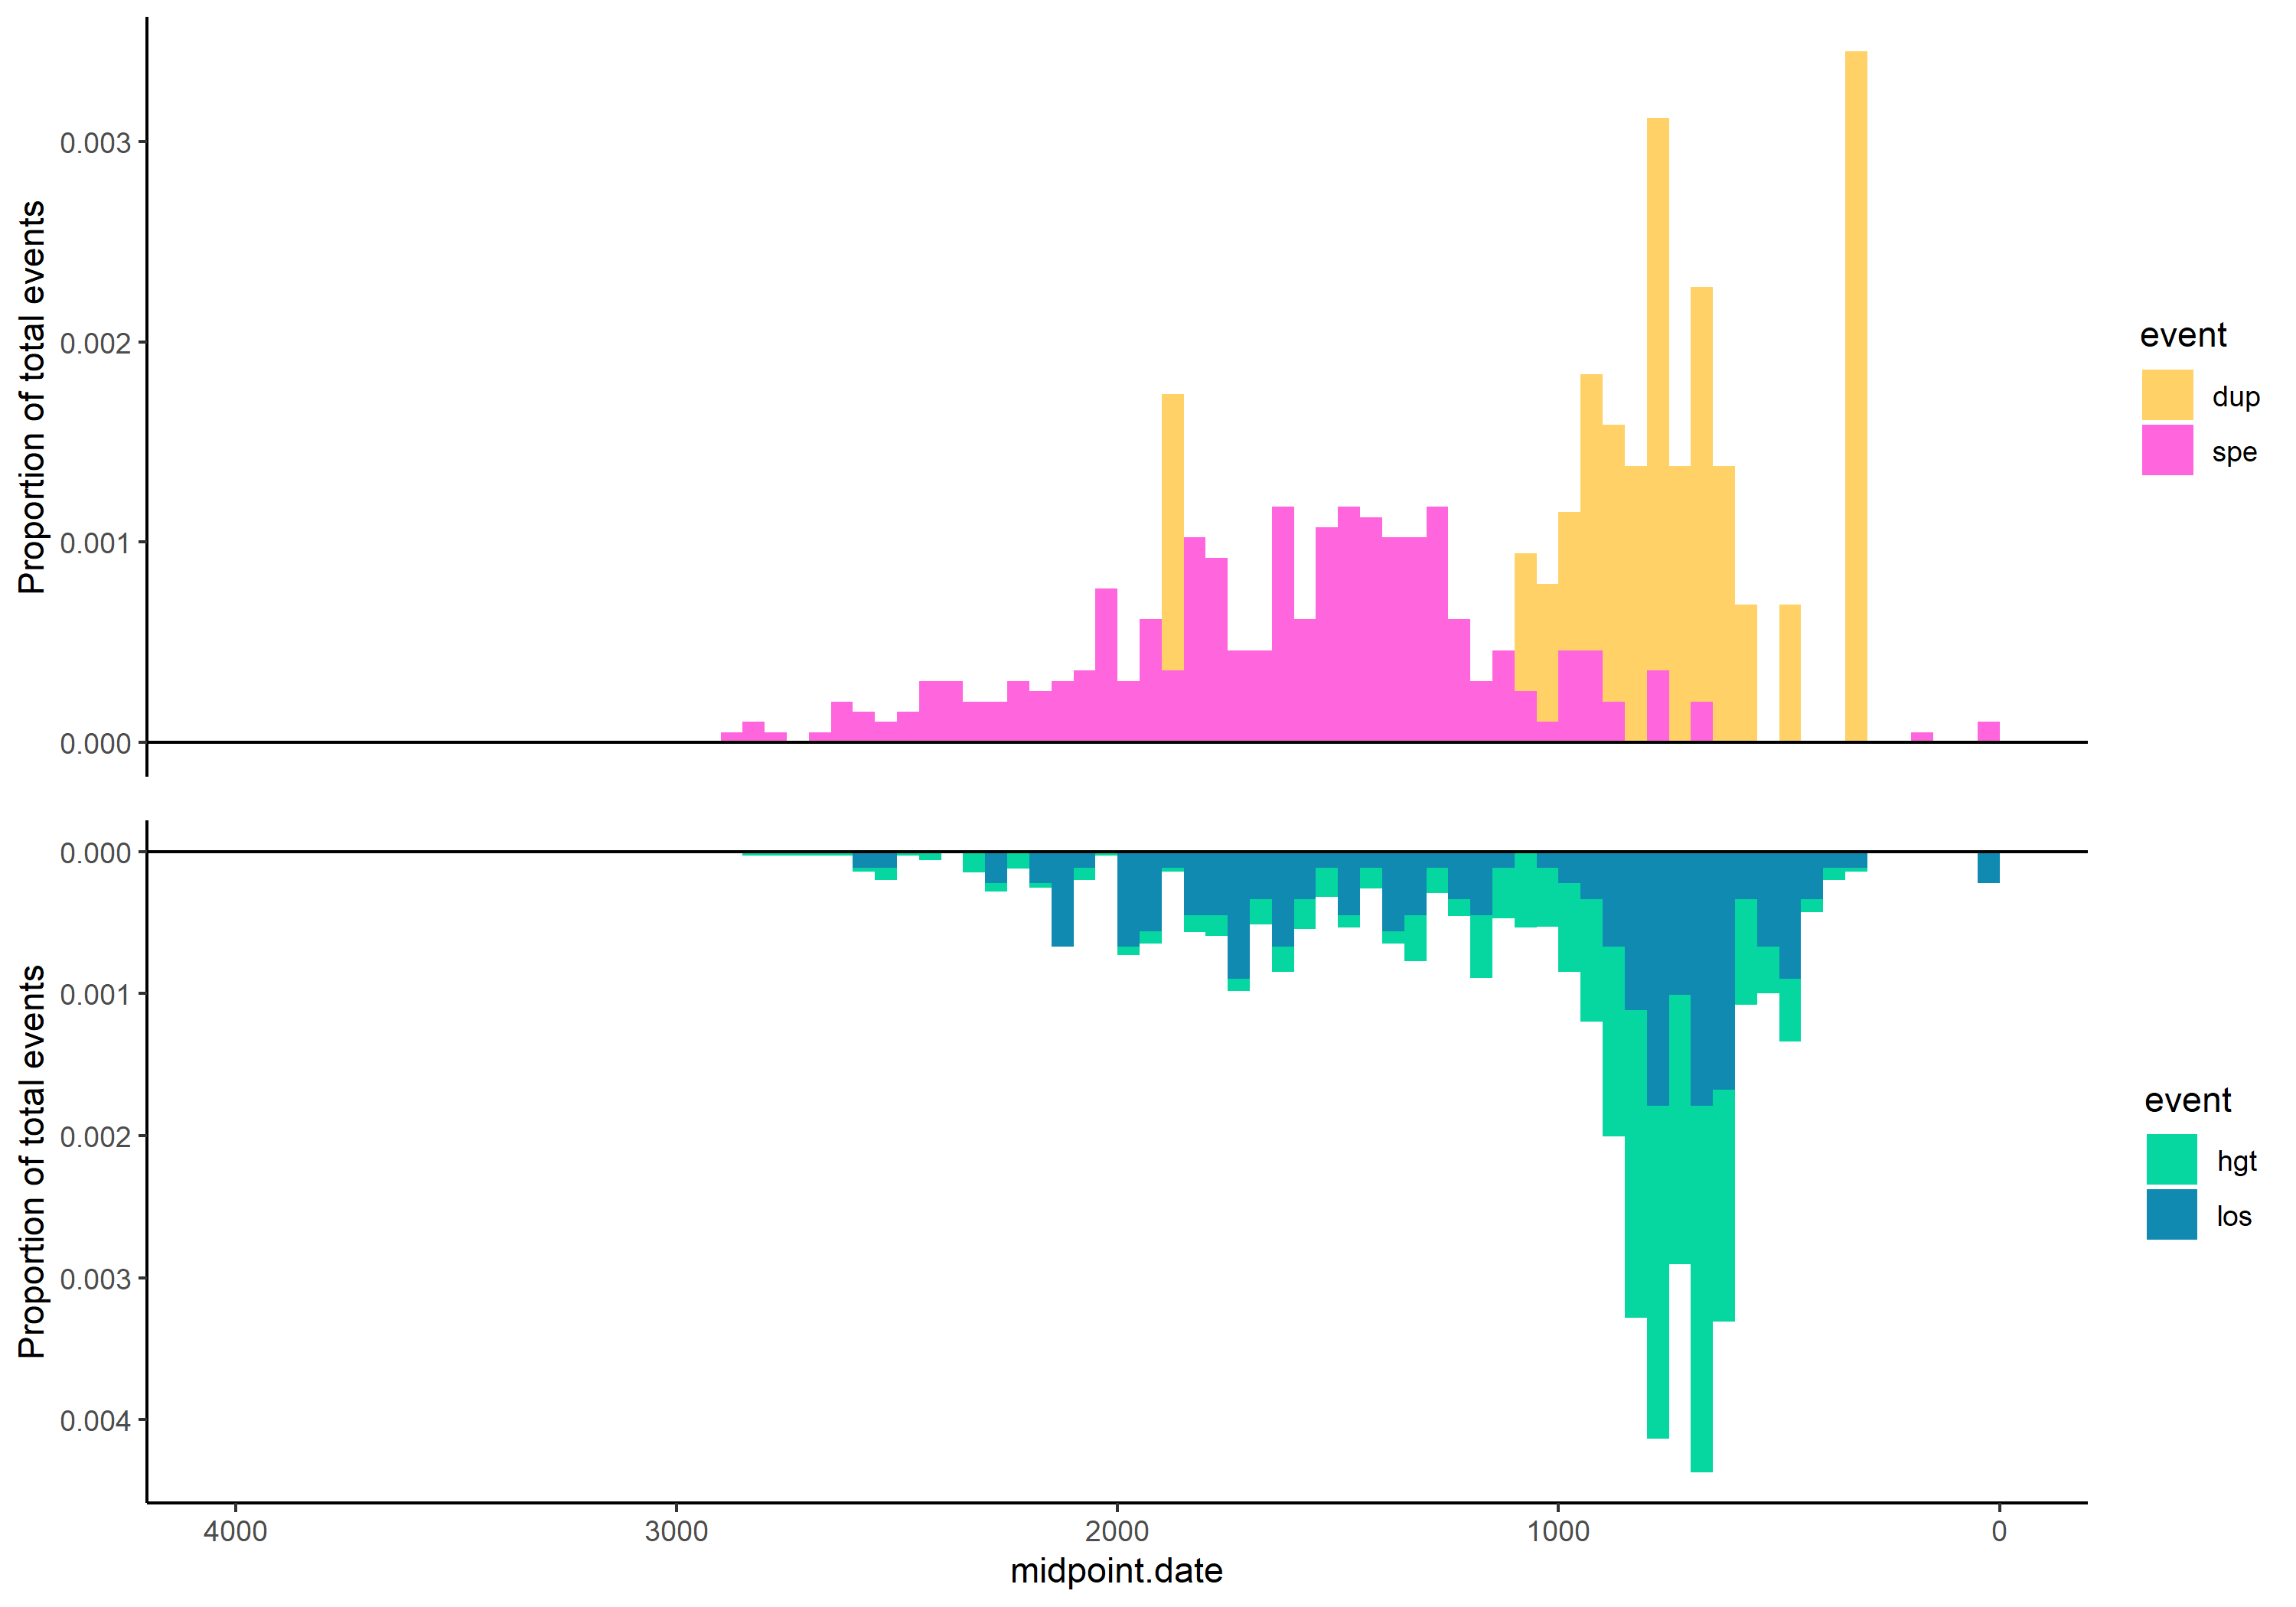 Proportion of total events
0.003
0.002
0.001
0.000
event
dup
spe
Proportion of total events
0.000
0.001
0.002
0.003
0.004
event
hgt
los
4000 3000 2000 1000 0
midpoint.date